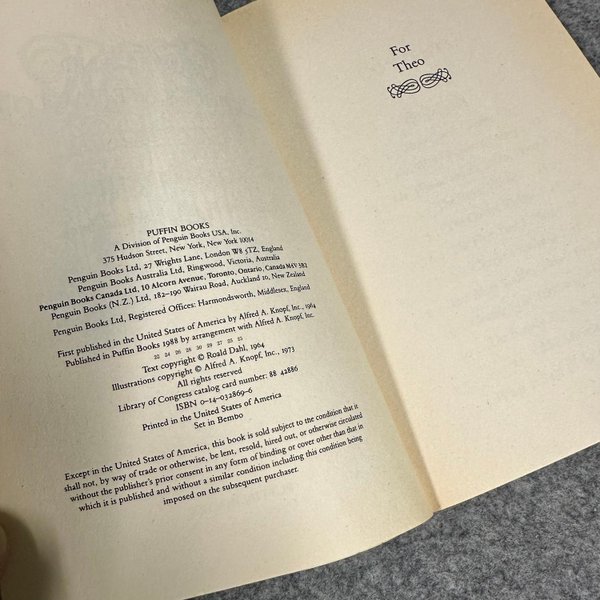 PUFFIN BOOKS
A Division of Penguin Books USA, Inc.
375 Hudson Street, New York, New York 10014
Penguin Books Ltd, 27 Wrights Lane, London W8 5TZ, England
Penguin Books Australia Ltd, Ringwood, Victoria, Australia
Penguin Books Canada Ltd, 10 Alcorn Avenue, Toronto, Ontario, Canada M4V 3B2
Penguin Books (N.Z.) Ltd, 182–190 Wairau Road, Auckland 10, New Zealand
Penguin Books Ltd, Registered Offices: Harmondsworth, Middlesex, England
First published in the United States of America by Alfred A. Knopf, Inc., 1964
Published in Puffin Books 1988 by arrangement with Alfred A. Knopf, Inc.
Text copyright © Roald Dahl, 1964
Illustrations copyright © Alfred A. Knopf, Inc., 1973
All rights reserved
Library of Congress catalog card number: 88 42886
ISBN 0–14–032869–6
Printed in the United States of America
Set in Bembo
Except in the United States of America, this book is sold subject to the condition that it
shall not, by way of trade or otherwise, be lent, resold, hired out, or otherwise circulated
without the publisher's prior consent in any form of binding or cover other than that in
which it is published and without a similar condition including this condition being
imposed on the subsequent purchaser.
For
Theo